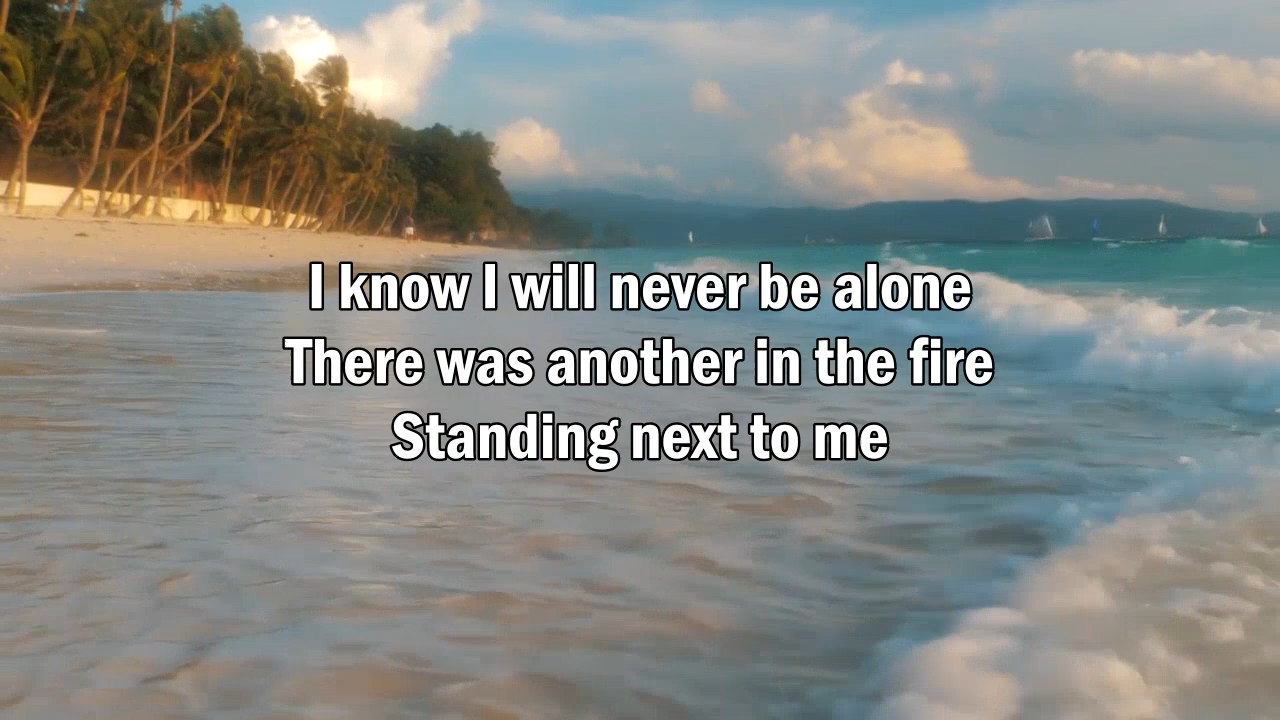 I know I will never be alone
There was another in the fire
Standing next to me